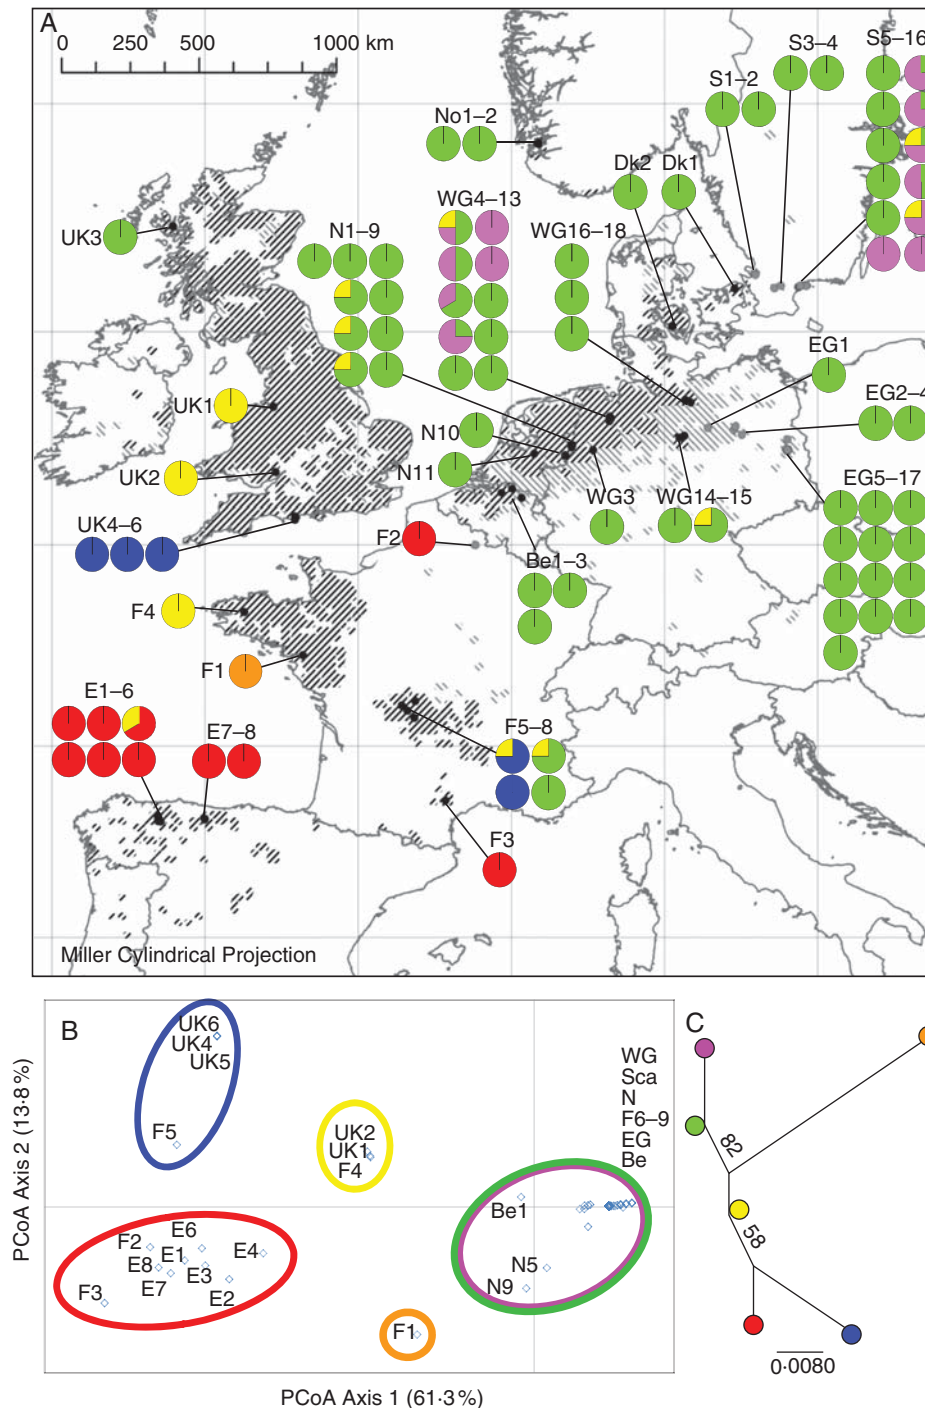 A
0 250 500 1000 km
S3–4
S5–16
S1–2
No1–2
Dk2 Dk1
WG4–13
UK3
N1–9
WG16–18
EG1
UK1
EG2–4
N10
UK2
N11
EG5–17
WG3
WG14–15
UK4–6
F2
Be1–3
F4
F1
E1–6
E7–8
F5–8
F3
Miller Cylindrical Projection
B
UK6
UK4
UK5
F5
UK2
UK1
F4
WG
Sca
N
F6–9
EG
Be
Be1
N5
N9
F2
E6
E1
E4
E8
E3
E7
E2
F3
F1
PCoA Axis 2 (13·8 %)
PCoA Axis 1 (61·3 %)
C
82
58
0·0080